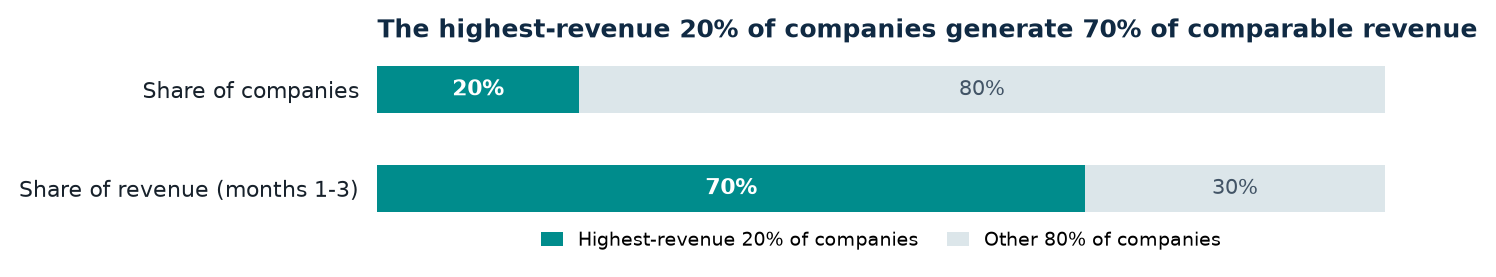 The highest-revenue 20% of companies generate 70% of comparable revenue
Share of companies
20%
80%
Share of revenue (months 1-3)
70%
30%
Highest-revenue 20% of companies
Other 80% of companies